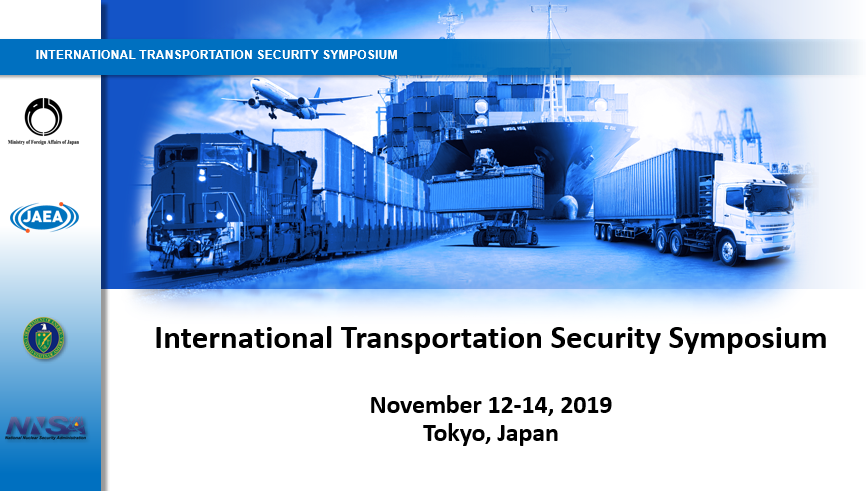 INTERNATIONAL TRANSPORTATION SECURITY SYMPOSIUM
Ministry of Foreign Affairs of Japan
JAEA
NNSA
National Nuclear Security Administration
International Transportation Security Symposium
November 12-14, 2019
Tokyo, Japan